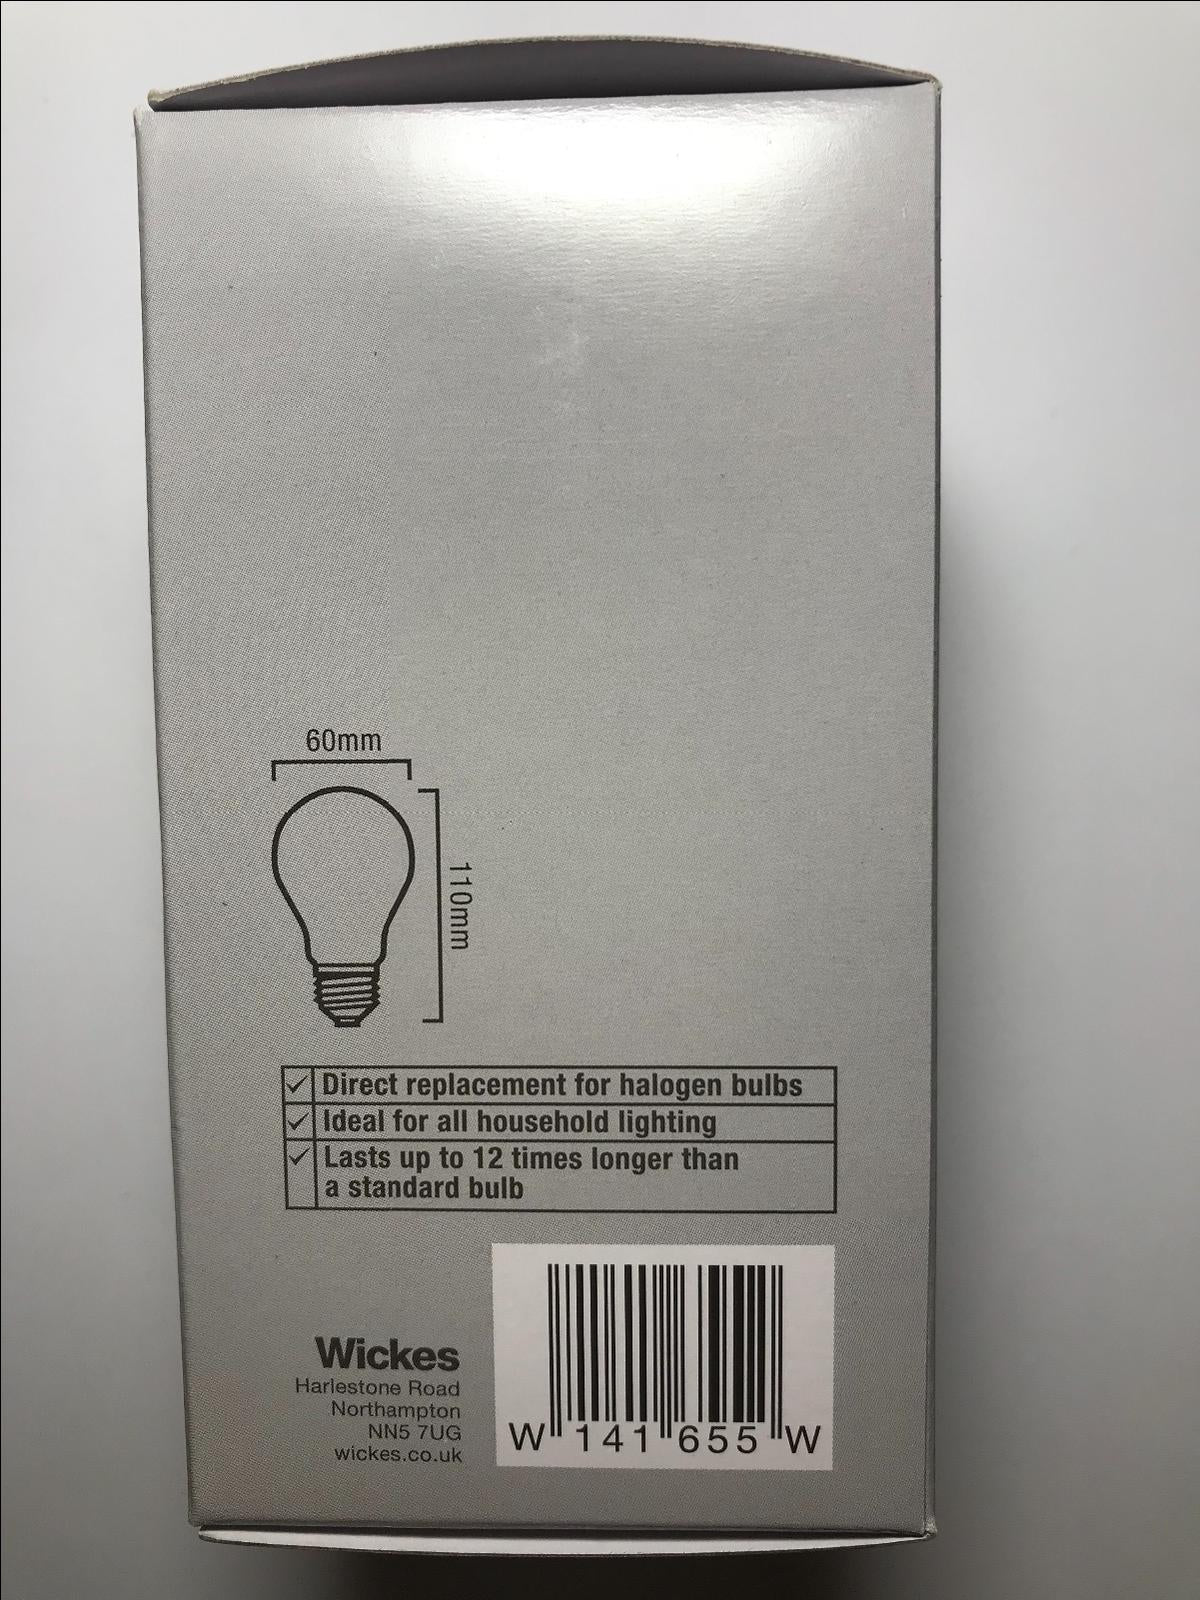 60mm
110mm
Direct replacement for halogen bulbs
Ideal for all household lighting
Lasts up to 12 times longer than
a standard bulb
Wickes
Harlestone Road
Northampton
NN5 7UG
wickes.co.uk
W 141 655 W